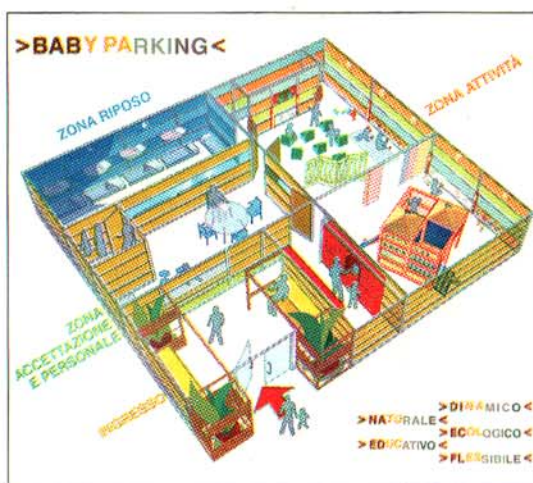 >BABY PARKING<
ZONA RIPOSO
ZONA ATTIVITÀ
ZONA
ACCETTAZIONE
E PERSONALE
INGRESSO
>DINAMICO<
>NATURALE<
>ECOLOGICO<
>EDUCATIVO<
>FLESSIBILE<